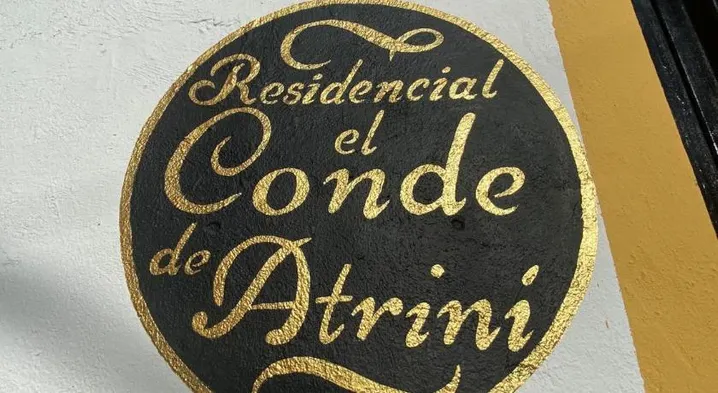 Residencial
el
Conde
de Atrini